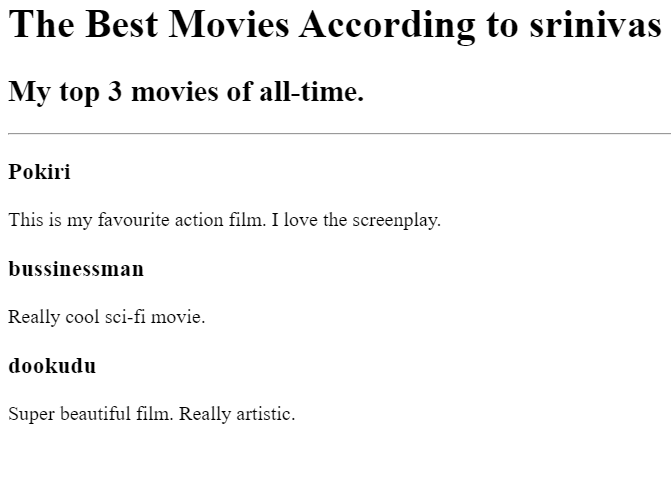 The Best Movies According to srinivas
My top 3 movies of all-time.
Pokiri
This is my favourite action film. I love the screenplay.
bussinessman
Really cool sci-fi movie.
dookudu
Super beautiful film. Really artistic.